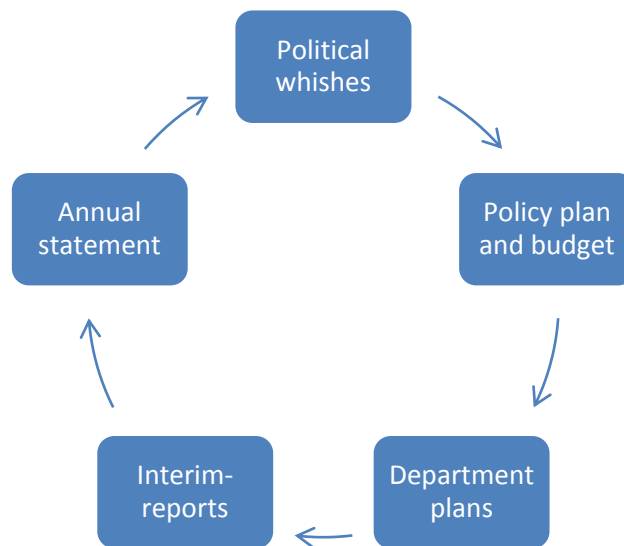 Political
whishes
Policy plan
and budget
Department
plans
Interim-
reports
Annual
statement